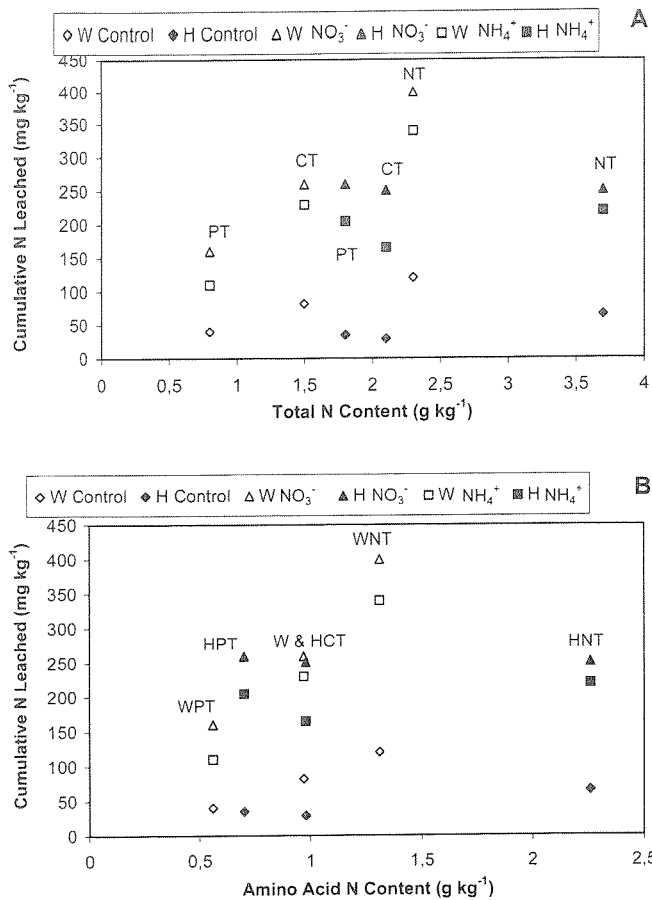 A
W Control H Control W NO₃⁻ H NO₃⁻ W NH₄⁺ H NH₄⁺
Cumulative N Leached (mg kg⁻¹)
450
400
350
300
250
200
150
100
50
0
NT
CT
CT
NT
PT
PT
0 0,5 1 1,5 2 2,5 3 3,5 4
Total N Content (g kg⁻¹)
B
W Control H Control W NO₃⁻ H NO₃⁻ W NH₄⁺ H NH₄⁺
Cumulative N Leached (mg kg⁻¹)
450
400
350
300
250
200
150
100
50
0
WNT
HPT
W & HCT
HNT
WPT
0 0,5 1 1,5 2 2,5
Amino Acid N Content (g kg⁻¹)